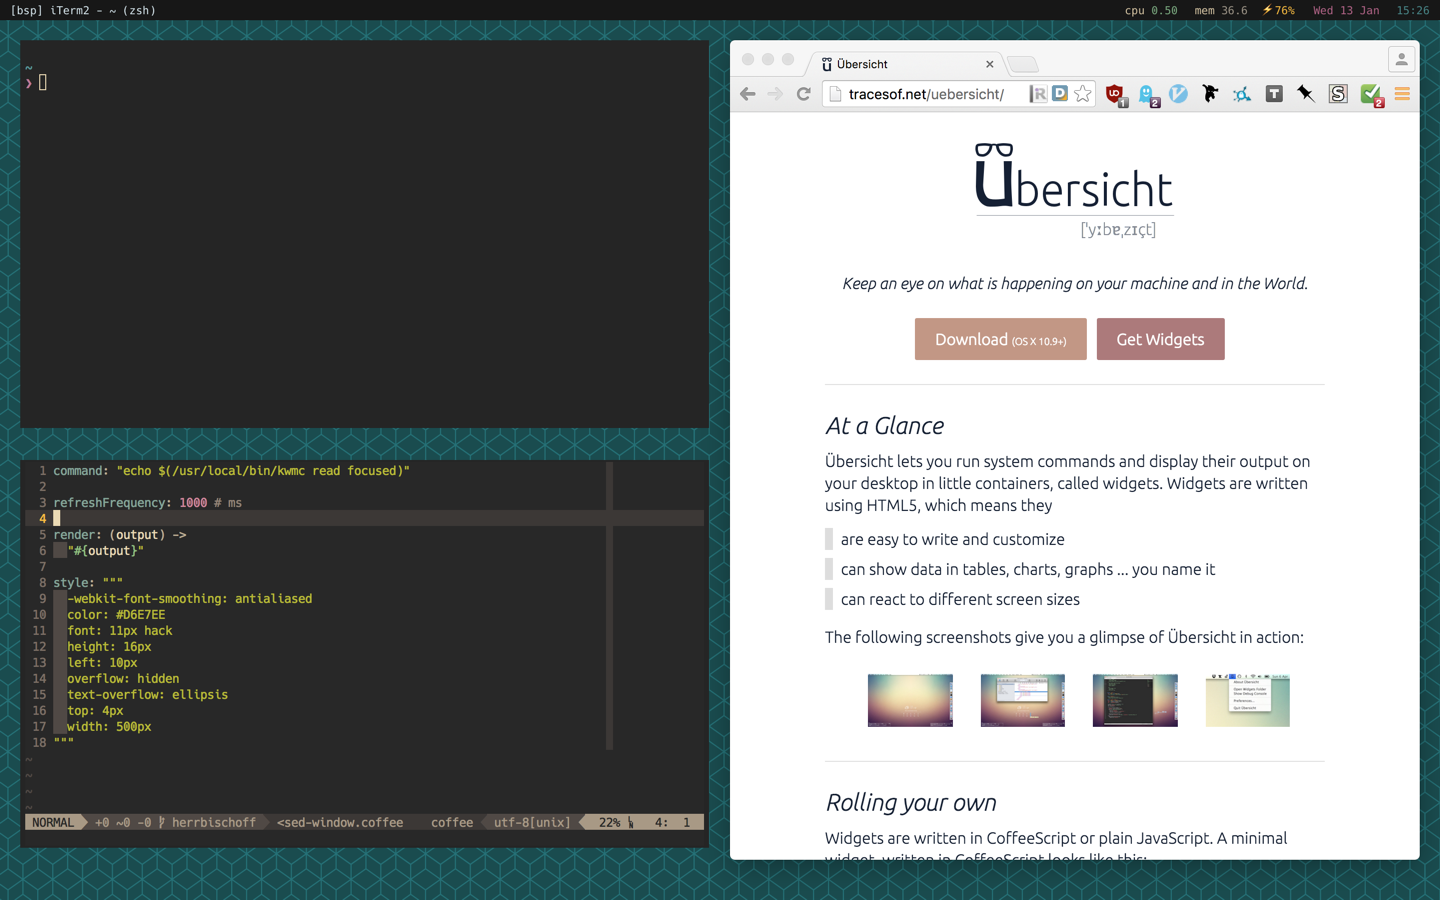 [bsp] iTerm2 - ~ (zsh)
cpu 0.50 mem 36.6 ⚡76% Wed 13 Jan 15:26
~
❯
1 command: "echo $(/usr/local/bin/kwmc read focused)"
2
3 refreshFrequency: 1000 # ms
4
5 render: (output) ->
6 "#{output}"
7
8 style: """
9 -webkit-font-smoothing: antialiased
10 color: #D6E7EE
11 font: 11px hack
12 height: 16px
13 left: 10px
14 overflow: hidden
15 text-overflow: ellipsis
16 top: 4px
17 width: 500px
18 """
~
~
~
~
NORMAL +0 ~0 -0 herrbischoff <sed-window.coffee coffee utf-8[unix] 22% 4: 1
Übersicht
tracesof.net/uebersicht/
Übersicht
['yːbɐˌzɪçt]
Keep an eye on what is happening on your machine and in the World.
Download (OS X 10.9+)
Get Widgets
At a Glance
Übersicht lets you run system commands and display their output on
your desktop in little containers, called widgets. Widgets are written
using HTML5, which means they
are easy to write and customize
can show data in tables, charts, graphs ... you name it
can react to different screen sizes
The following screenshots give you a glimpse of Übersicht in action:
Rolling your own
Widgets are written in CoffeeScript or plain JavaScript. A minimal
widget, written in CoffeeScript looks like this: